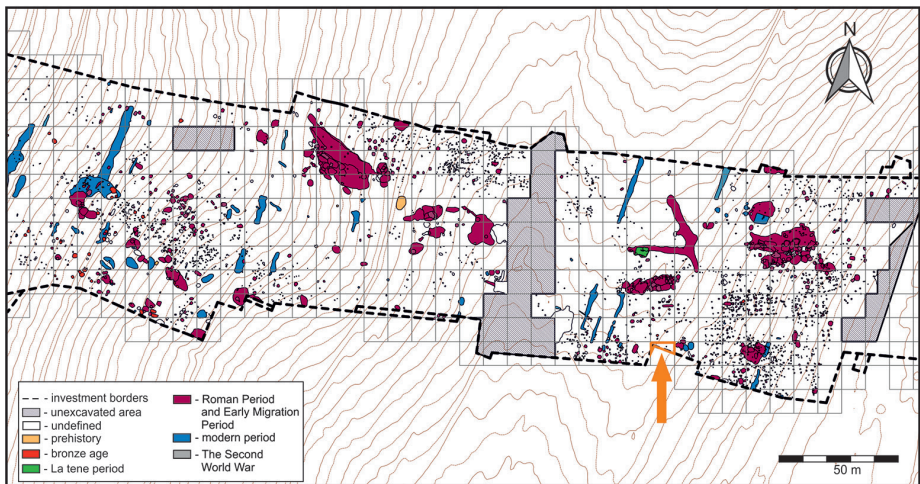 N
- investment borders
- unexcavated area
- undefined
- prehistory
- bronze age
- La tene period
- Roman Period
and Early Migration
Period
- modern period
- The Second
World War
50 m